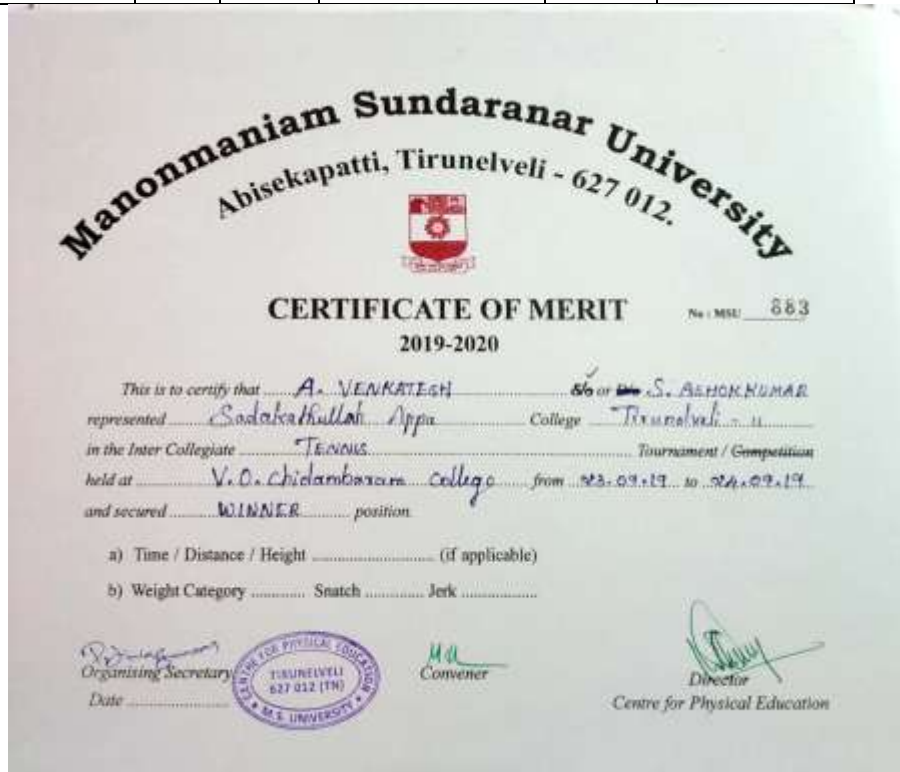 Manonmaniam Sundaranar University
Abisekapatti, Tirunelveli - 627 012.
CERTIFICATE OF MERIT
No : MSU 883
2019-2020
This is to certify that A. VENKATESH S/o or D/o S. ASHOK KUMAR
represented Sadakathullah Appa College Tirunelveli - 11
in the Inter Collegiate TENNIS Tournament / Competition
held at V.O. Chidambaram College from 23.09.19 to 24.09.19
and secured WINNER position
a) Time / Distance / Height (if applicable)
b) Weight Category Snatch Jerk
Organising Secretary
Date
CENTRE FOR PHYSICAL EDUCATION
TIRUNELVELI
627 012 (TN)
M.S. UNIVERSITY
Convener
Director
Centre for Physical Education